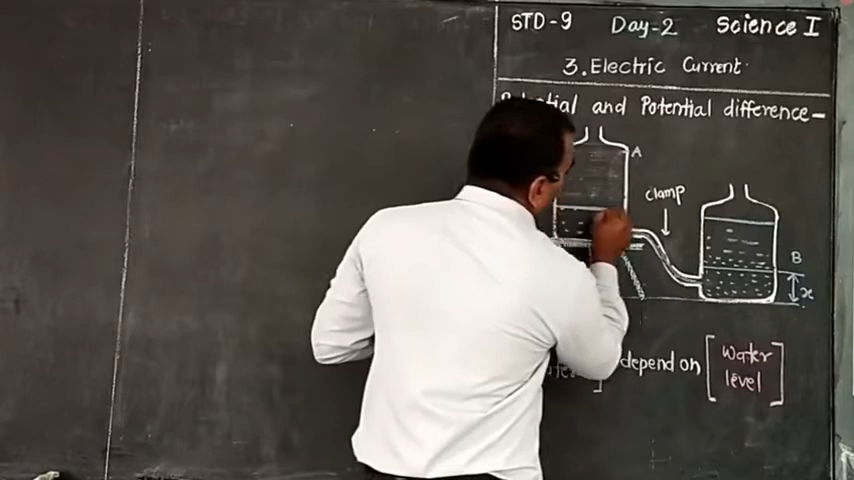 STD-9 Day-2 Science I
3. Electric Current
and Potential difference-
A
clamp
B
x
depend on [Water
level]